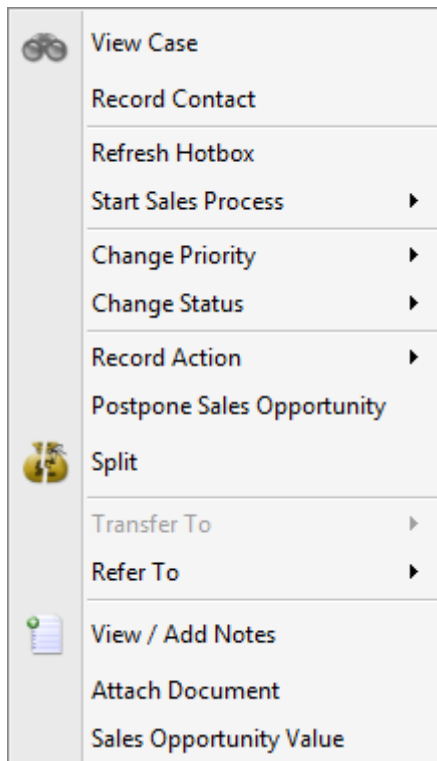 View Case
Record Contact
Refresh Hotbox
Start Sales Process
Change Priority
Change Status
Record Action
Postpone Sales Opportunity
Split
Transfer To
Refer To
View / Add Notes
Attach Document
Sales Opportunity Value